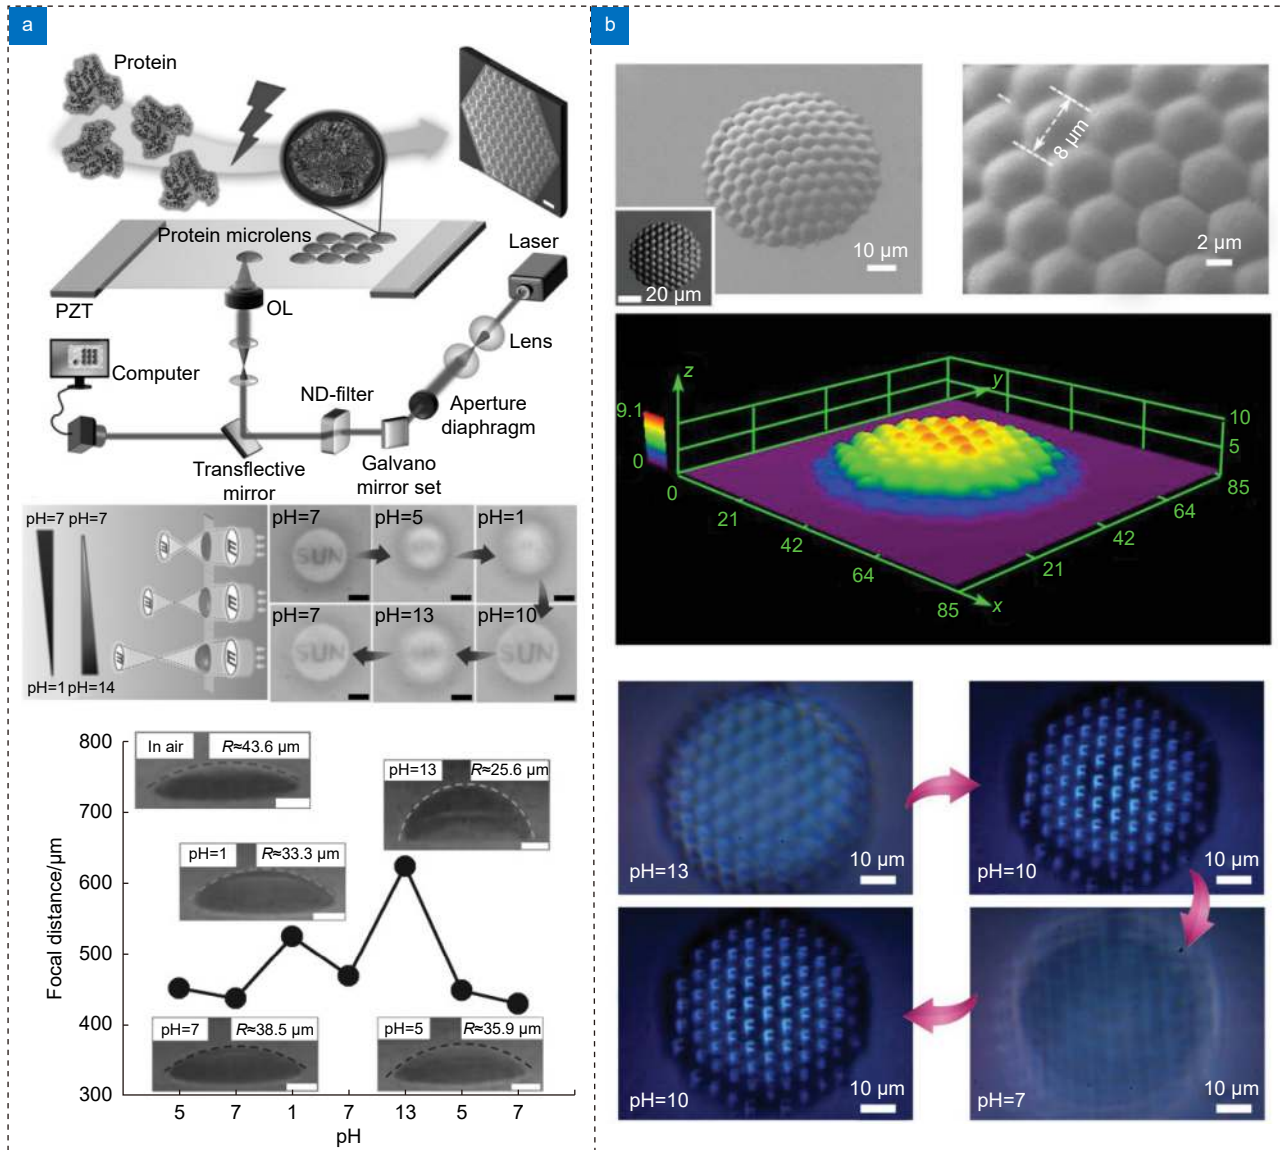 a
Protein
Protein microlens
Laser
PZT
OL
Lens
Computer
ND-filter
Aperture
diaphragm
Transflective
mirror
Galvano
mirror set
pH=7
pH=7
pH=1
pH=14
pH=7
SUN
pH=5
pH=1
pH=7
SUN
pH=13
pH=10
SUN
Focal distance/μm
800
700
600
500
400
300
In air
R≈43.6 μm
pH=13
R≈25.6 μm
pH=1
R≈33.3 μm
pH=7
R≈38.5 μm
pH=5
R≈35.9 μm
5
7
1
7
13
5
7
pH
b
10 μm
20 μm
8 μm
2 μm
9.1
0
z
y
x
10
5
0
21
42
64
85
21
42
64
85
pH=13
10 μm
pH=10
10 μm
pH=10
10 μm
pH=7
10 μm